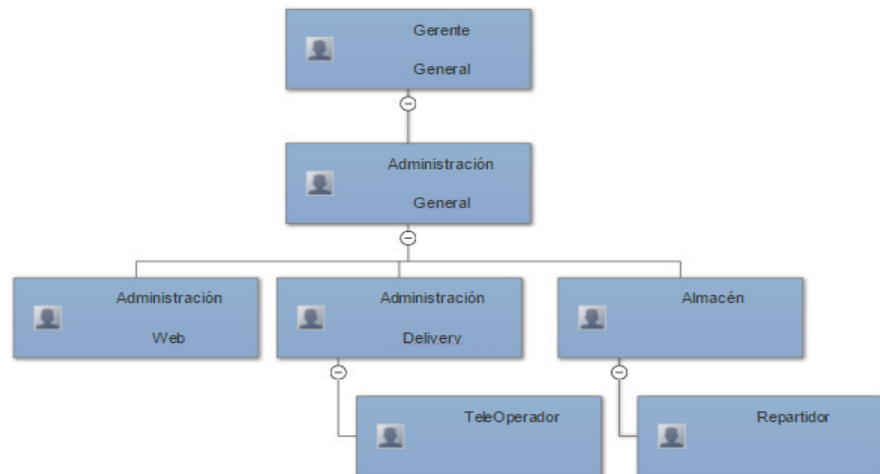 Gerente
General
Administración
General
Administración
Web
Administración
Delivery
Almacén
TeleOperador
Repartidor